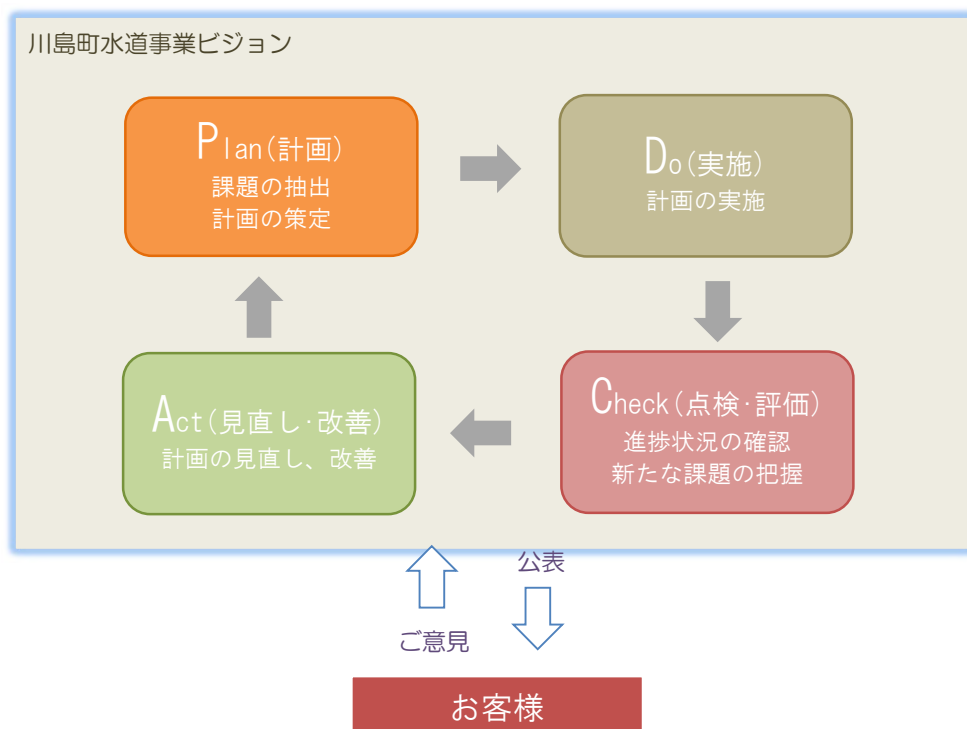 川島町水道事業ビジョン
Plan(計画)
課題の抽出
計画の策定
Do(実施)
計画の実施
Act(見直し・改善)
計画の見直し、改善
Check(点検・評価)
進捗状況の確認
新たな課題の把握
公表
ご意見
お客様